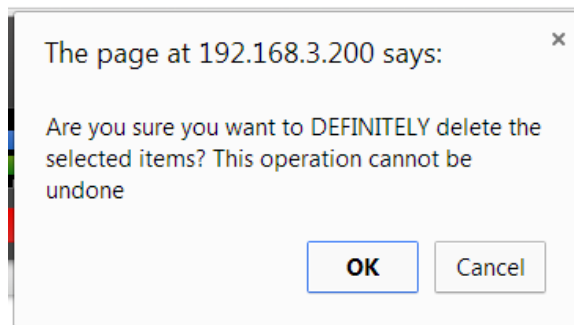 The page at 192.168.3.200 says:
Are you sure you want to DEFINITELY delete the
selected items? This operation cannot be
undone
OK
Cancel